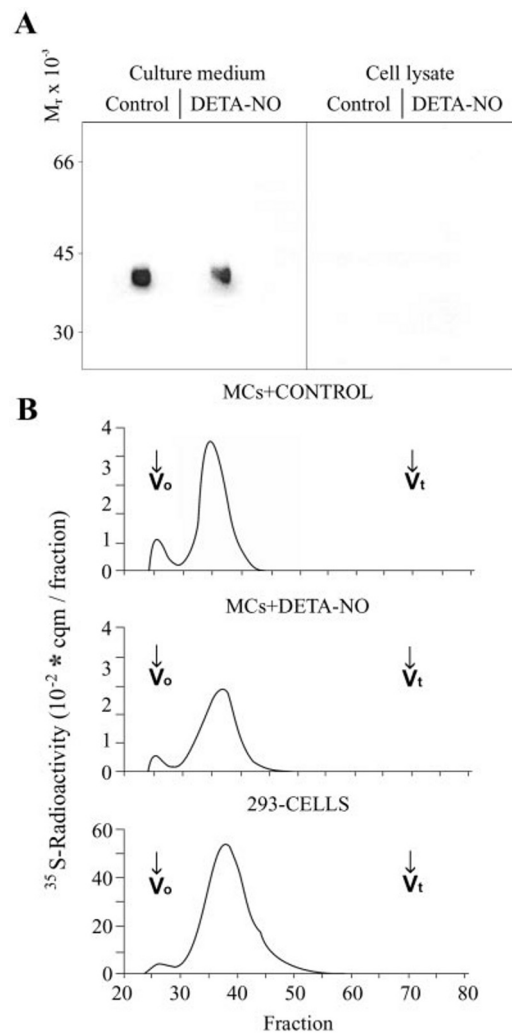 A
Mᵣ x 10⁻³
Culture medium
Cell lysate
Control | DETA-NO
Control | DETA-NO
66
45
30
MCs+CONTROL
B
³⁵S-Radioactivity (10⁻² * cqm / fraction)
4
3
2
1
0
Vₒ
Vₜ
MCs+DETA-NO
4
3
2
1
0
Vₒ
Vₜ
293-CELLS
60
40
20
0
Vₒ
Vₜ
20 30 40 50 60 70 80
Fraction